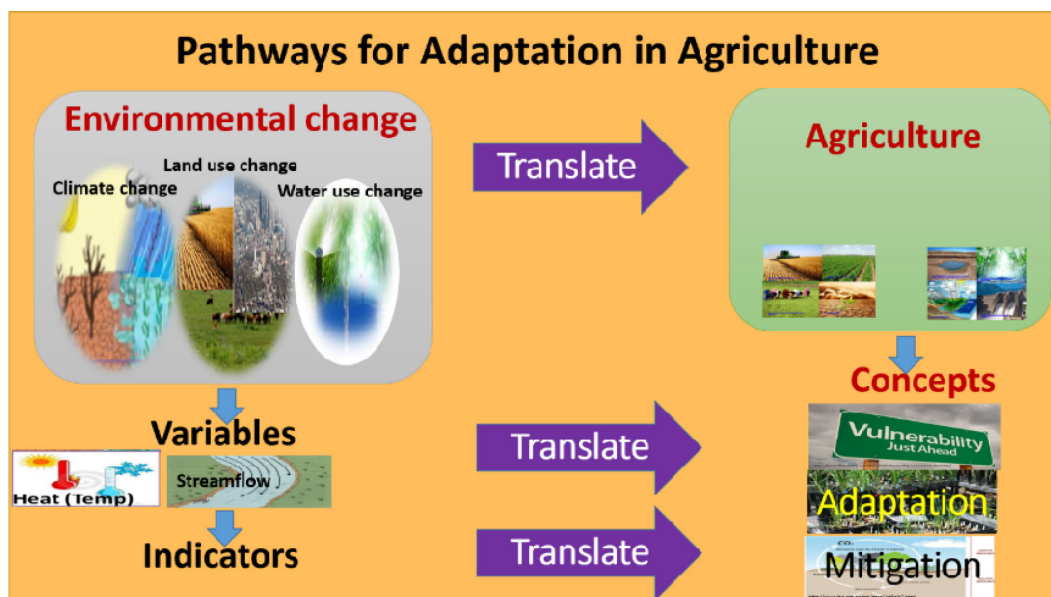 Pathways for Adaptation in Agriculture
Environmental change
Land use change
Climate change
Water use change
Translate
Agriculture
Variables
Heat (Temp)
Streamflow
Indicators
Translate
Translate
Concepts
Vulnerability
Just Ahead
Adaptation
CO₂
Mitigation